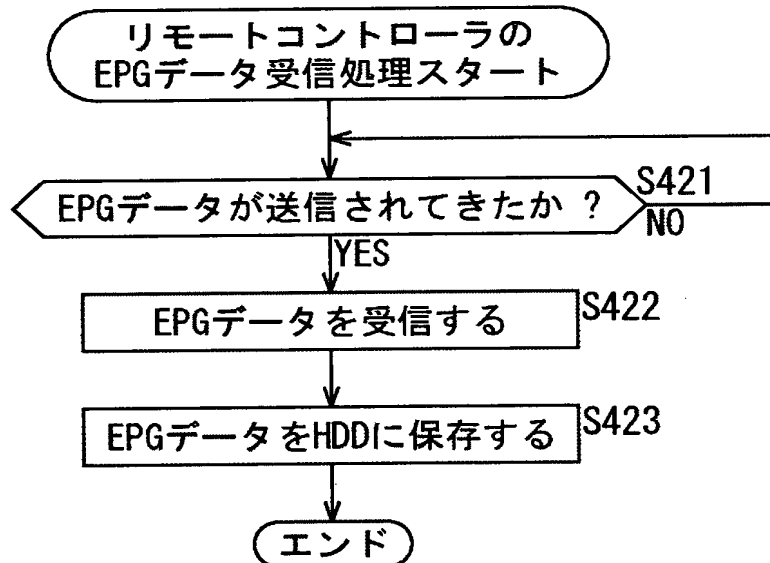 リモートコントローラの
EPGデータ受信処理スタート
EPGデータが送信されてきたか ?
S421
NO
YES
EPGデータを受信する
S422
EPGデータをHDDに保存する
S423
エンド